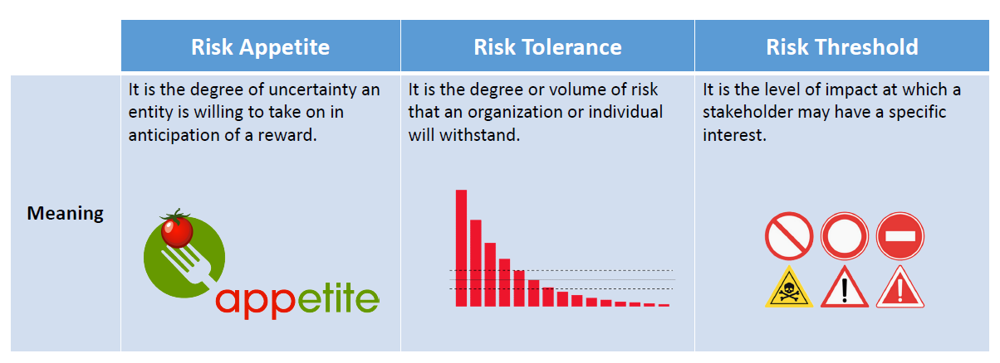 Risk Appetite
Risk Tolerance
Risk Threshold
Meaning
It is the degree of uncertainty an
entity is willing to take on in
anticipation of a reward.
appetite
It is the degree or volume of risk
that an organization or individual
will withstand.
It is the level of impact at which a
stakeholder may have a specific
interest.